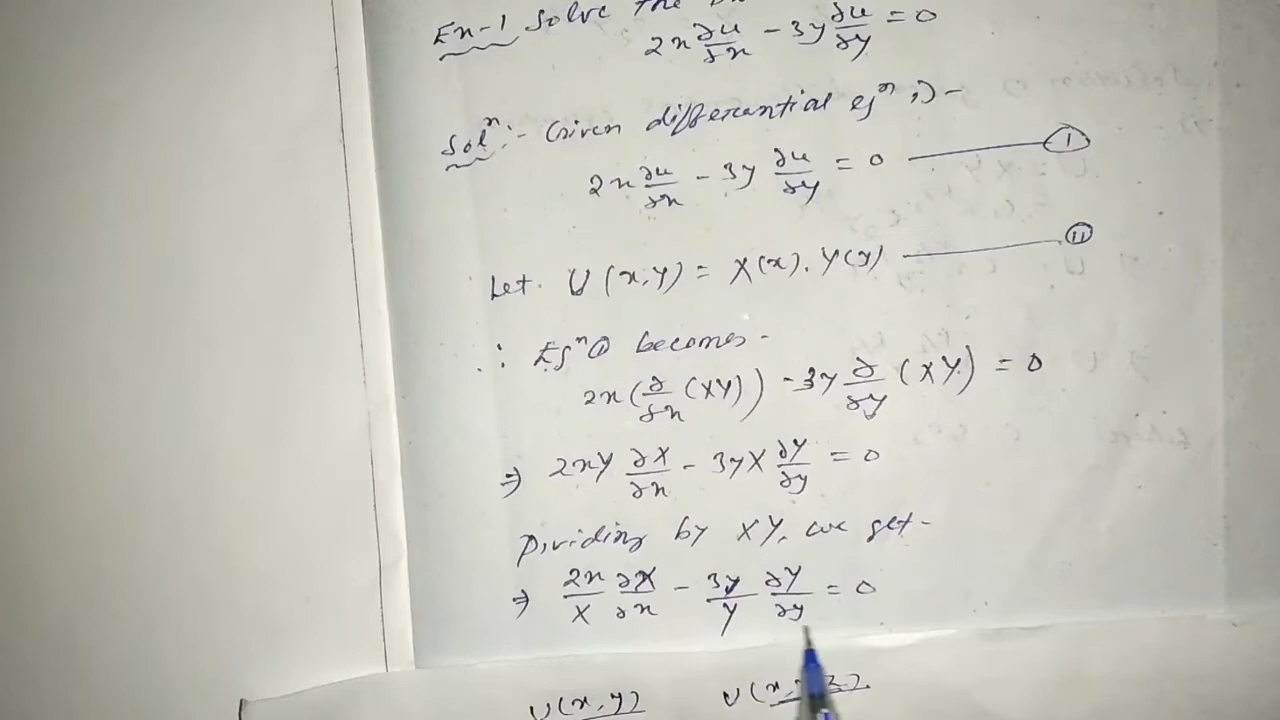 Ex-1 Solve the
2x ∂u/∂x - 3y ∂u/∂y = 0
Solⁿ:- Given differential eqⁿ is-
2x ∂u/∂x - 3y ∂u/∂y = 0 ——— Ⓘ
Let. U(x,y) = X(x).Y(y) ——— Ⓘⓘ
∴ Eqⁿ ① becomes-
2x(∂/∂x (XY)) - 3y ∂/∂y (XY) = 0
⇒ 2xY ∂X/∂x - 3yX ∂Y/∂y = 0
Dividing by XY, we get-
⇒ 2x/X ∂X/∂x - 3y/Y ∂Y/∂y = 0
U(x,y)